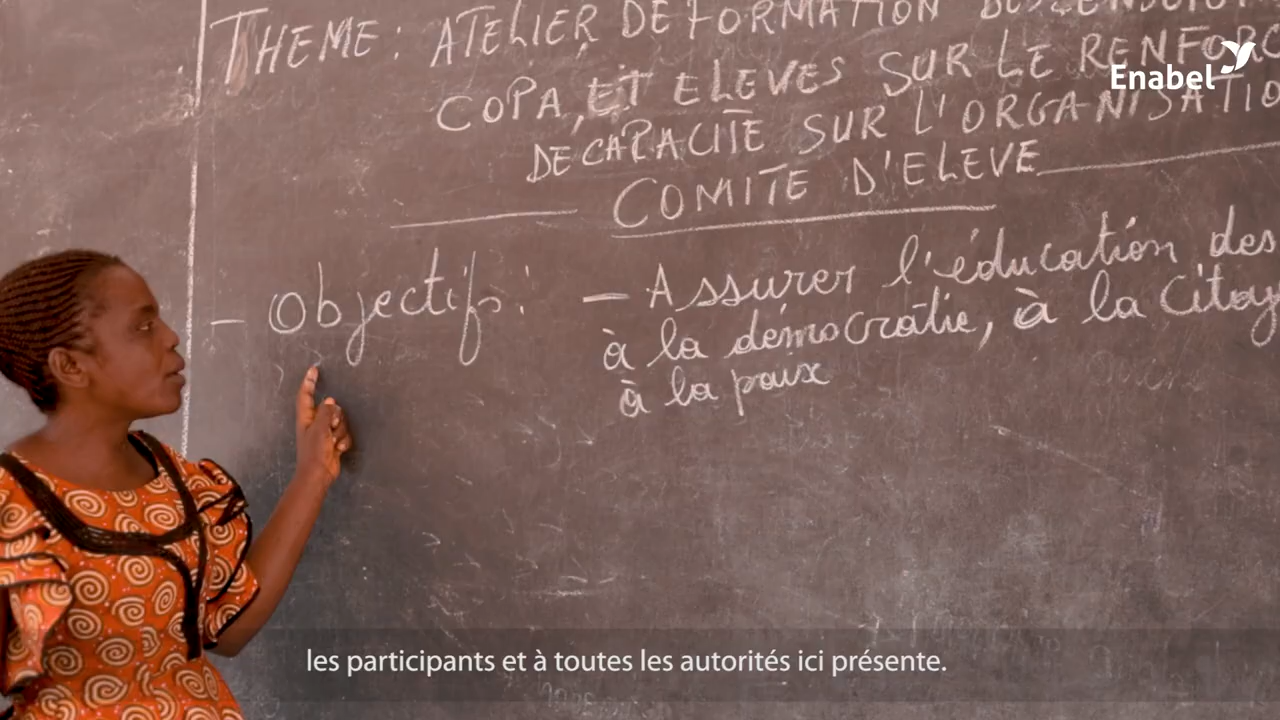 THEME : ATELIER DE FORMATION
Enabel
COPA, ET ELEVES SUR LE RENFORC
DE CAPACITE SUR L'ORGANISATIO
COMITE D'ELEVE
- Objectifs : - Assurer l'éducation des
à la démocratie, à la Citoy
à la paix
les participants et à toutes les autorités ici présente.